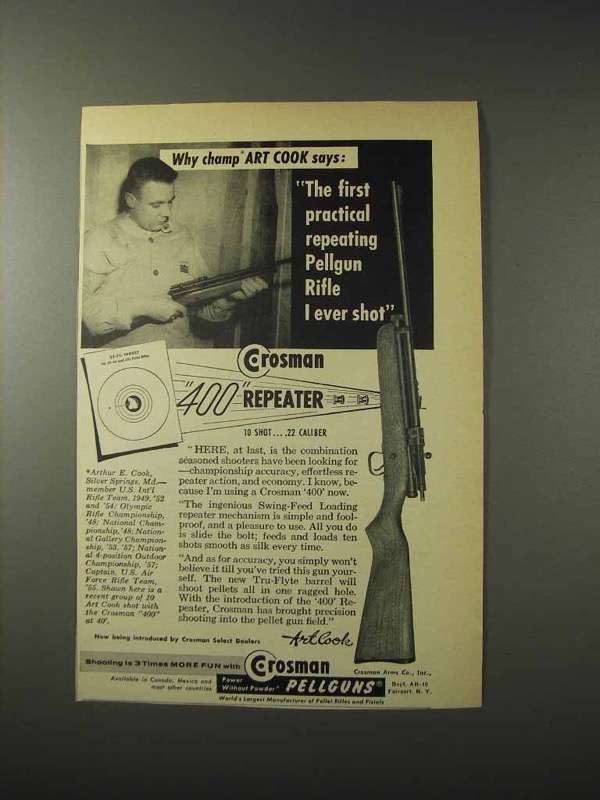 Why champ* ART COOK says:
"The first
practical
repeating
Pellgun
Rifle
I ever shot"
Crosman
"400" REPEATER
10 SHOT....22 CALIBER
"HERE, at last, is the combination
seasoned shooters have been looking for
—championship accuracy, effortless re-
peater action, and economy. I know, be-
cause I'm using a Crosman '400' now.
"The ingenious Swing-Feed Loading
repeater mechanism is simple and fool-
proof, and a pleasure to use. All you do
is slide the bolt; feeds and loads ten
shots smooth as silk every time.
"And as for accuracy, you simply won't
believe it till you've tried this gun your-
self. The new Tru-Flyte barrel will
shoot pellets all in one ragged hole.
With the introduction of the '400' Re-
peater, Crosman has brought precision
shooting into the pellet gun field."
Art Cook
*Arthur E. Cook,
Silver Springs, Md.—
member U.S. Int'l
Rifle Team, 1949, '52
and '54; Olympic
Rifle Championship,
'48; National Cham-
pionship, '48; Nation-
al Gallery Champion-
ship, '53, '57; Nation-
al 4-position Outdoor
Championship, '57;
Captain, U.S. Air
Force Rifle Team,
'55. Shown here is a
recent group of 10
Art Cook shot with
the Crosman "400"
at 40'.
Now being introduced by Crosman Select Dealers
Shooting is 3 Times MORE FUN with
Crosman
Power
Without Powder®
PELLGUNS®
Available in Canada, Mexico and
most other countries
World's Largest Manufacturer of Pellet Rifles and Pistols
Crosman Arms Co., Inc.,
Dept. AR-10
Fairport, N. Y.